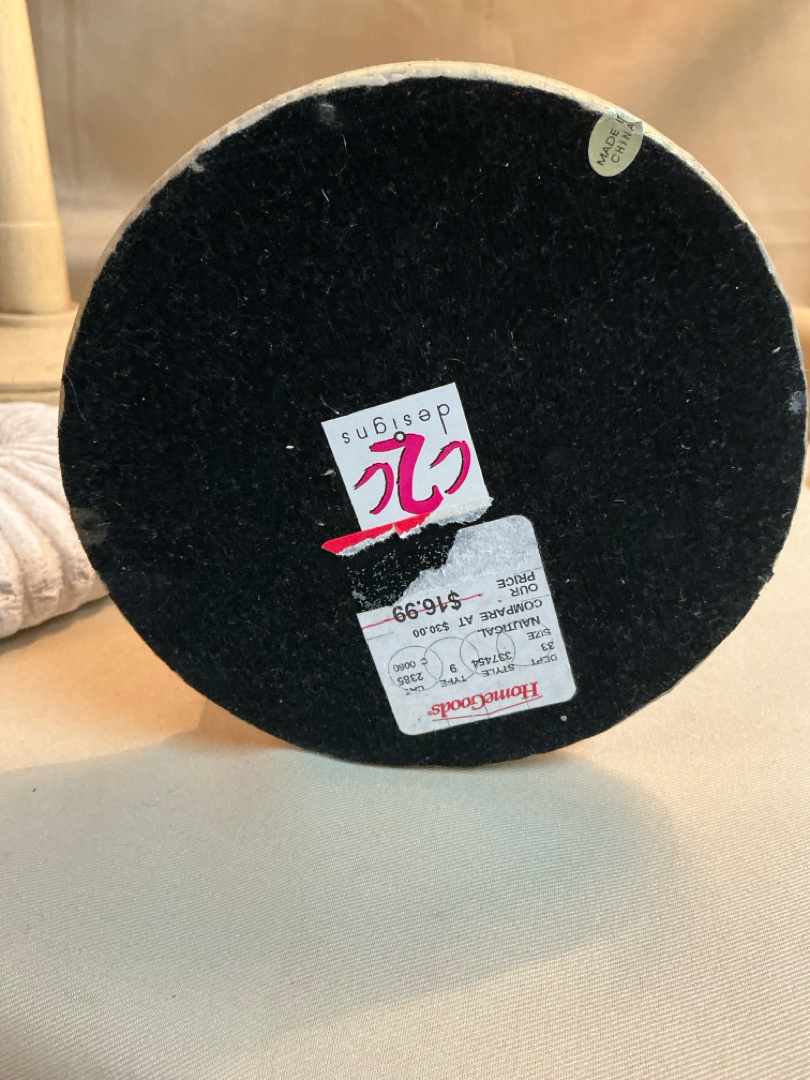 MADE IN
CHINA
c2c
designs
HomeGoods®
DEPT STYLE TYPE CAT
33 337454 9 2385
SIZE C 0060
NAUTICAL
COMPARE AT $30.00
OUR
PRICE $16.99